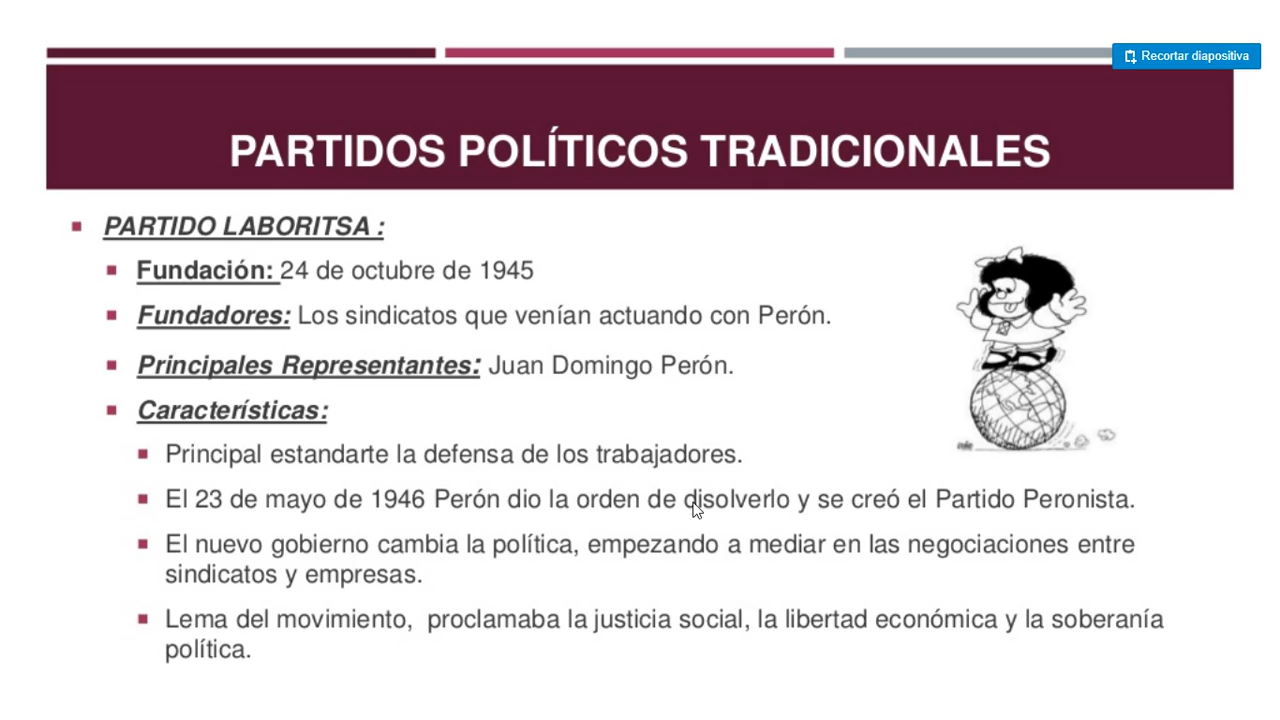 Recortar diapositiva
PARTIDOS POLÍTICOS TRADICIONALES
PARTIDO LABORITSA :
Fundación: 24 de octubre de 1945
Fundadores: Los sindicatos que venían actuando con Perón.
Principales Representantes: Juan Domingo Perón.
Características:
Principal estandarte la defensa de los trabajadores.
El 23 de mayo de 1946 Perón dio la orden de disolverlo y se creó el Partido Peronista.
El nuevo gobierno cambia la política, empezando a mediar en las negociaciones entre
sindicatos y empresas.
Lema del movimiento,  proclamaba la justicia social, la libertad económica y la soberanía
política.